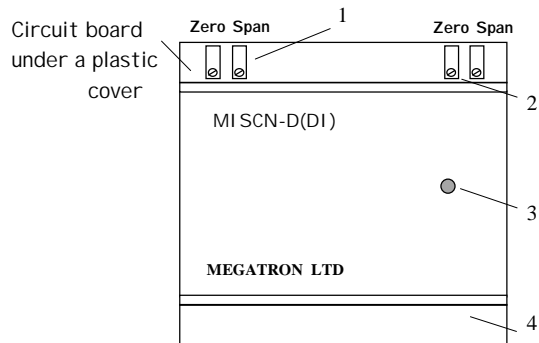 Zero Span
1
Zero Span
Circuit board
under a plastic
cover
2
MISCN-D(DI)
3
MEGATRON LTD
4